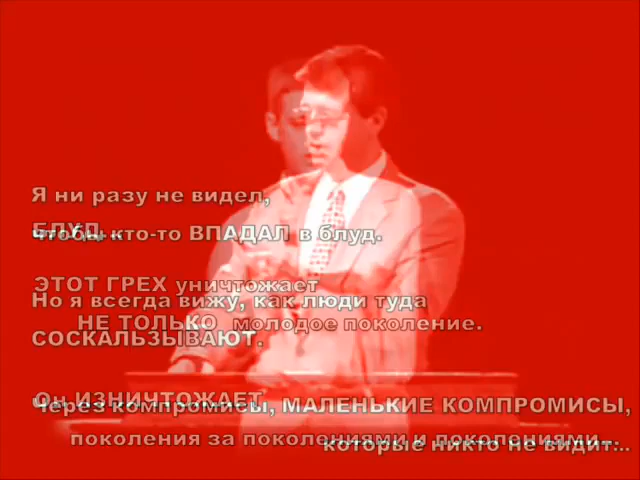 Я ни разу не видел,
БЛУД...
чтобы кто-то ВПАДАЛ в блуд.
ЭТОТ ГРЕХ уничтожает
Но я всегда вижу, как люди туда
НЕ ТОЛЬКО молодое поколение.
СОСКАЛЬЗЫВАЮТ.
Он ИЗНИЧТОЖАЕТ
Через компромисы, МАЛЕНЬКИЕ КОМПРОМИСЫ,
поколения за поколениями и поколениями...
которые никто не видит...